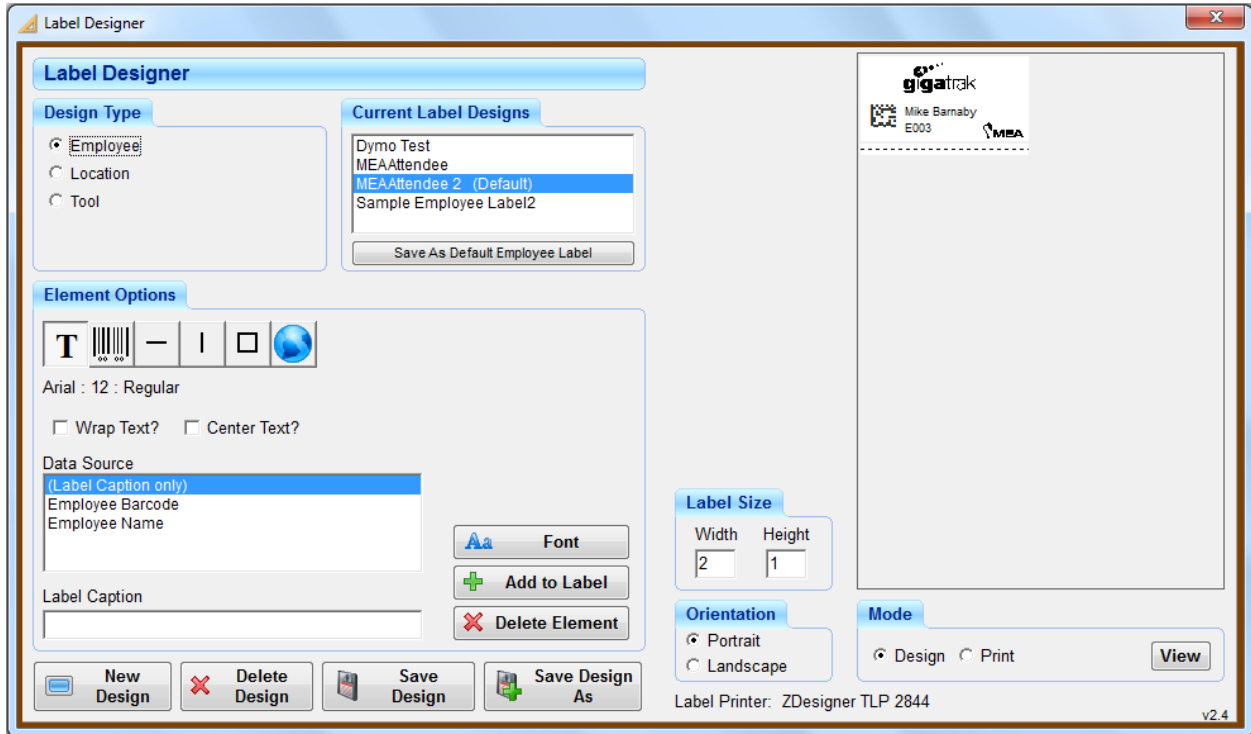 Label Designer
X
Label Designer
Design Type
Employee
Location
Tool
Current Label Designs
Dymo Test
MEAAttendee
MEAAttendee 2 (Default)
Sample Employee Label2
Save As Default Employee Label
Element Options
T
Arial : 12 : Regular
Wrap Text?
Center Text?
Data Source
(Label Caption only)
Employee Barcode
Employee Name
Label Caption
Aa Font
Add to Label
Delete Element
New Design
Delete Design
Save Design
Save Design As
gigatrak
Mike Barnaby
E003
MEA
Label Size
Width Height
2 1
Orientation
Portrait
Landscape
Mode
Design Print
View
Label Printer: ZDesigner TLP 2844
v2.4